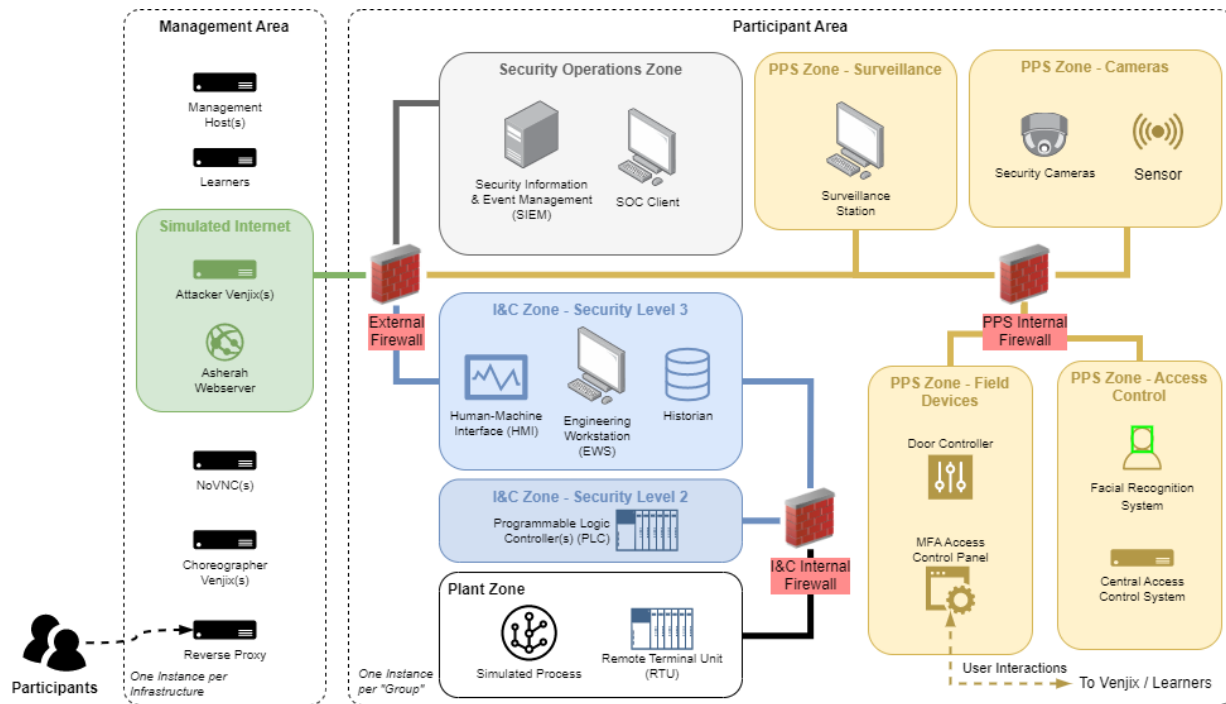 Management Area
Management
Host(s)
Learners
Simulated Internet
Attacker Venjix(s)
Asherah
Webserver
NoVNC(s)
Choreographer
Venjix(s)
Reverse Proxy
Participants
One Instance per
Infrastructure
Participant Area
Security Operations Zone
Security Information
& Event Management
(SIEM)
SOC Client
PPS Zone - Surveillance
Surveillance
Station
PPS Zone - Cameras
Security Cameras
Sensor
External
Firewall
PPS Internal
Firewall
I&C Zone - Security Level 3
Human-Machine
Interface (HMI)
Engineering
Workstation
(EWS)
Historian
I&C Zone - Security Level 2
Programmable Logic
Controller(s) (PLC)
I&C Internal
Firewall
Plant Zone
Simulated Process
Remote Terminal Unit
(RTU)
One Instance
per "Group"
PPS Zone - Field
Devices
Door Controller
MFA Access
Control Panel
PPS Zone - Access
Control
Facial Recognition
System
Central Access
Control System
User Interactions
To Venjix / Learners